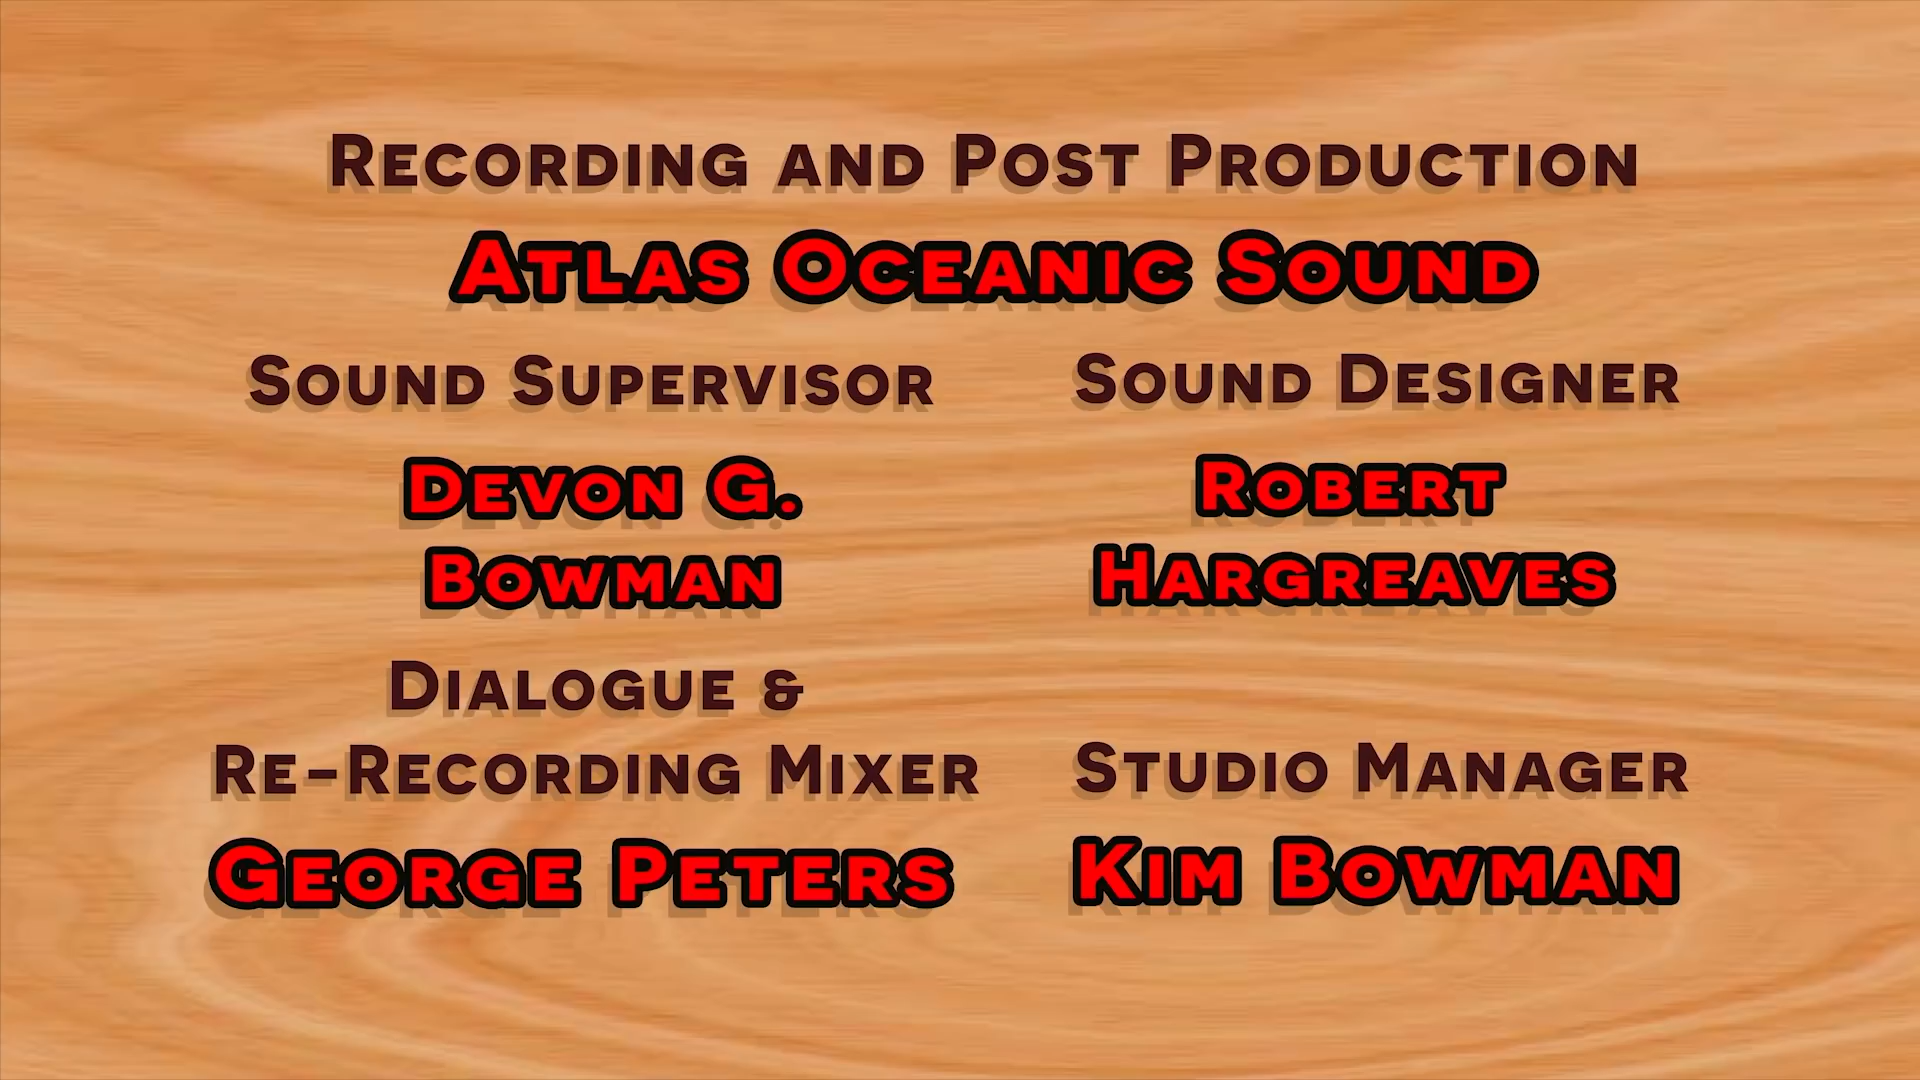 Recording and Post Production
Atlas Oceanic Sound
Sound Supervisor
Devon G.
Bowman
Sound Designer
Robert
Hargreaves
Dialogue &
Re-Recording Mixer
George Peters
Studio Manager
Kim Bowman